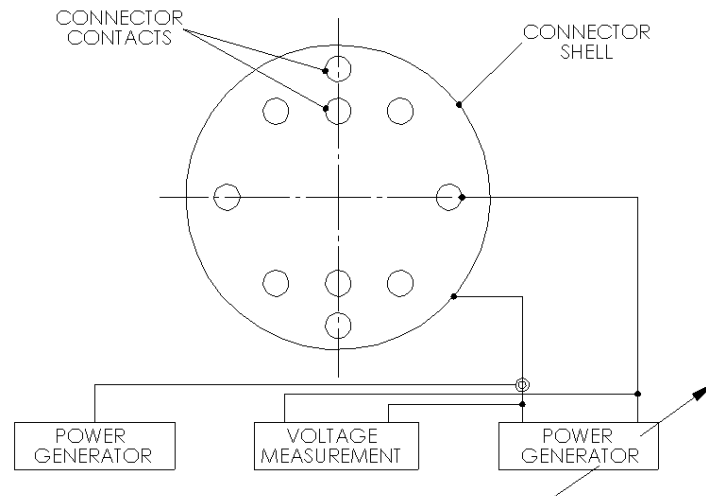 CONNECTOR
CONTACTS
CONNECTOR
SHELL
POWER
GENERATOR
VOLTAGE
MEASUREMENT
POWER
GENERATOR